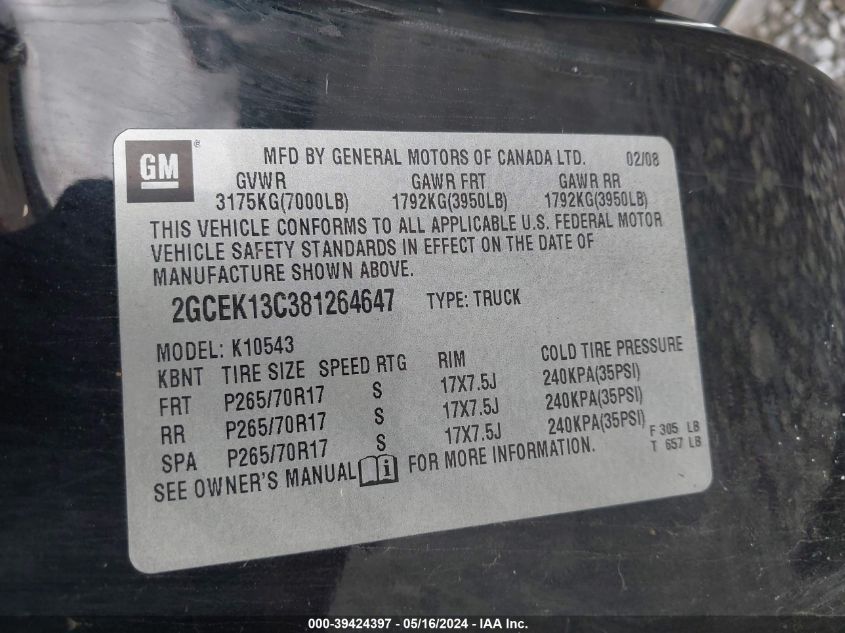 GM ®
MFD BY GENERAL MOTORS OF CANADA LTD. 02/08
GVWR GAWR FRT GAWR RR
3175KG(7000LB) 1792KG(3950LB) 1792KG(3950LB)
THIS VEHICLE CONFORMS TO ALL APPLICABLE U.S. FEDERAL MOTOR
VEHICLE SAFETY STANDARDS IN EFFECT ON THE DATE OF
MANUFACTURE SHOWN ABOVE.
2GCEK13C381264647 TYPE: TRUCK
MODEL: K10543
KBNT TIRE SIZE SPEED RTG RIM COLD TIRE PRESSURE
FRT P265/70R17 S 17X7.5J 240KPA(35PSI)
RR P265/70R17 S 17X7.5J 240KPA(35PSI)
SPA P265/70R17 S 17X7.5J 240KPA(35PSI)
F 305 LB
T 657 LB
SEE OWNER'S MANUAL i FOR MORE INFORMATION.
000-39424397 - 05/16/2024 - IAA Inc.